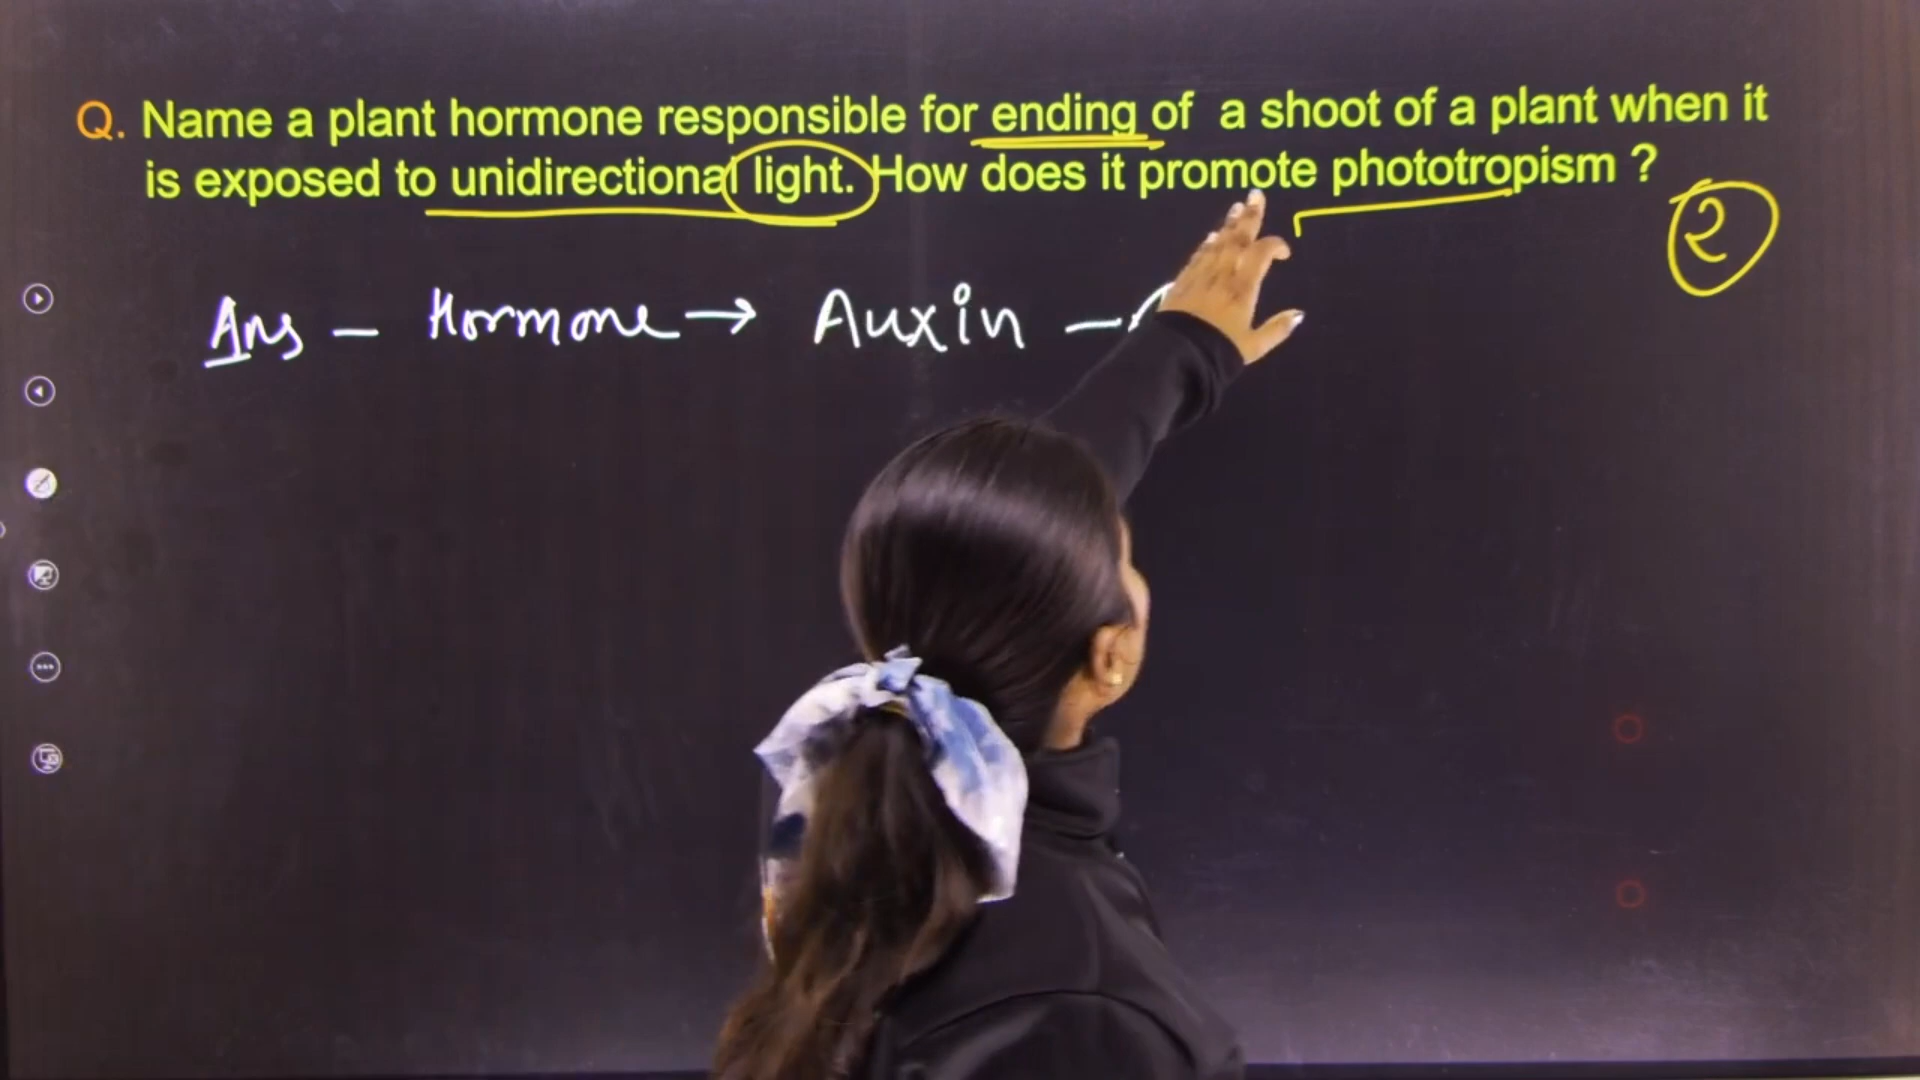 Q. Name a plant hormone responsible for ending of a shoot of a plant when it
is exposed to unidirectional light. How does it promote phototropism ?
2
Ans - Hormone → Auxin -